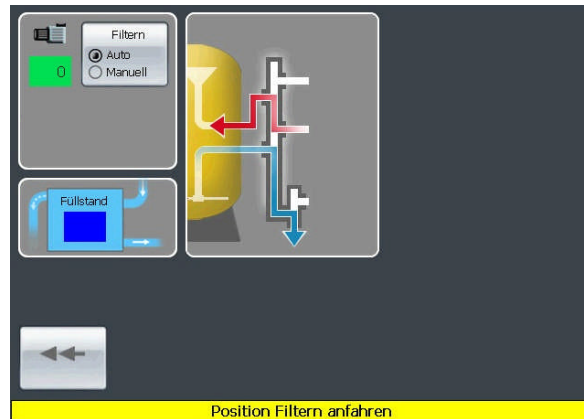 Filtern
Auto
0
Manuell
Füllstand
Position Filtern anfahren